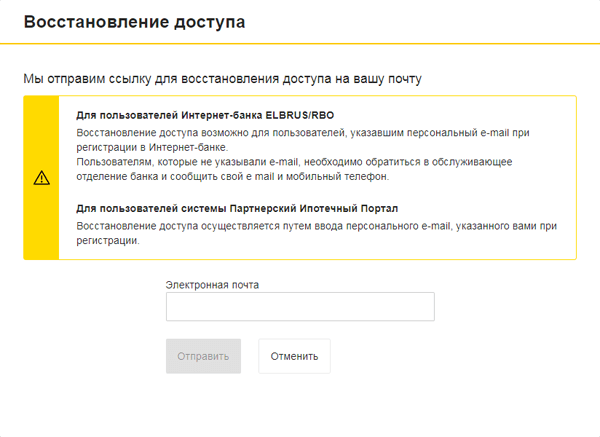 Восстановление доступа
Мы отправим ссылку для восстановления доступа на вашу почту
Для пользователей Интернет-банка ELBRUS/RBO
Восстановление доступа возможно для пользователей, указавшим персональный e-mail при
регистрации в Интернет-банке.
Пользователям, которые не указывали e-mail, необходимо обратиться в обслуживающее
отделение банка и сообщить свой e mail и мобильный телефон.
Для пользователей системы Партнерский Ипотечный Портал
Восстановление доступа осуществляется путем ввода персонального e-mail, указанного вами при
регистрации.
Электронная почта
Отправить
Отменить